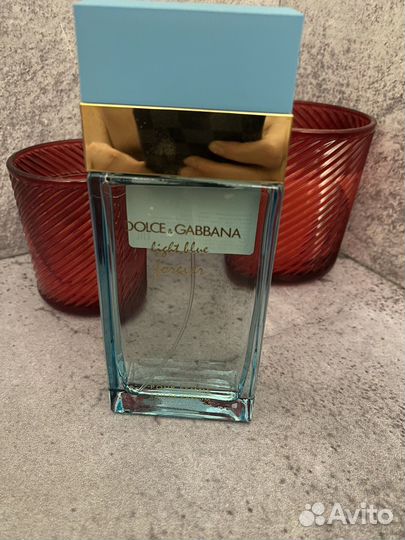 DOLCE & GABBANA
light blue
forever
Avito